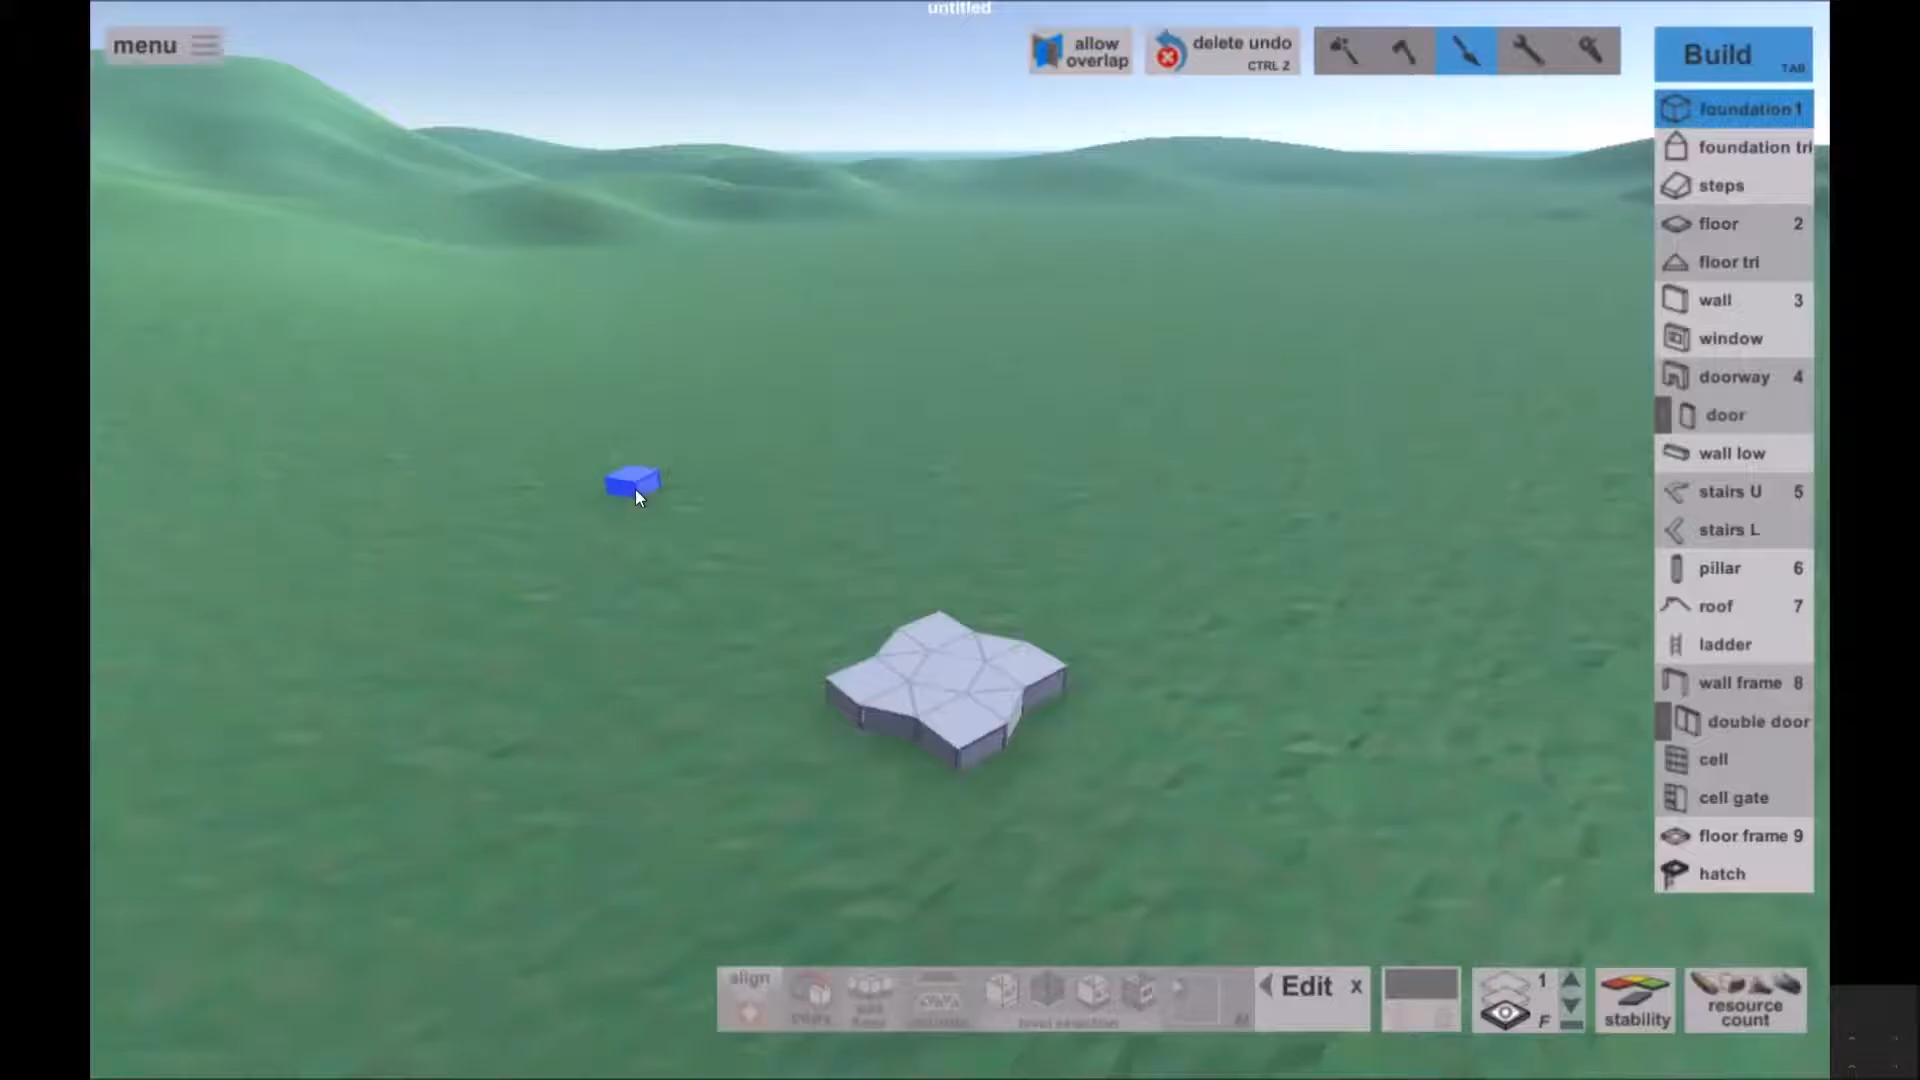 untitled
menu
allow
overlap
delete undo
CTRL Z
Build
TAB
foundation 1
foundation tri
steps
floor 2
floor tri
wall 3
window
doorway 4
door
wall low
stairs U 5
stairs L
pillar 6
roof 7
ladder
wall frame 8
double door
cell
cell gate
floor frame 9
hatch
align
level selection
Edit x
1
F
stability
resource
count